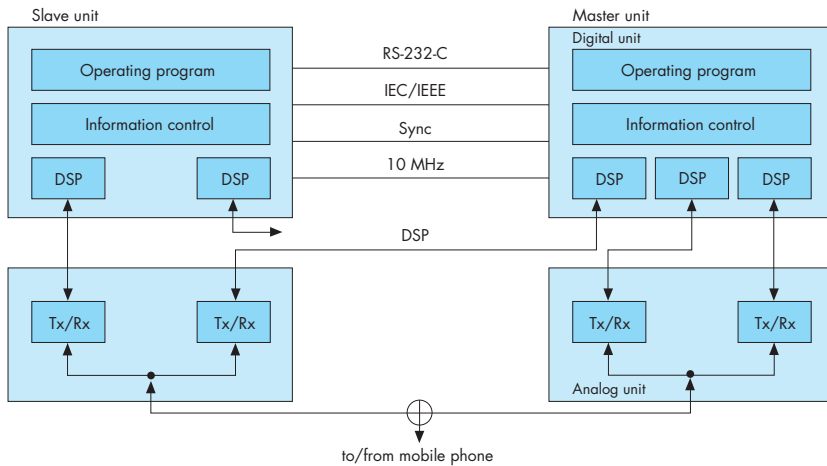 Slave unit
Master unit
Digital unit
Operating program
RS-232-C
Operating program
IEC/IEEE
Information control
Sync
Information control
10 MHz
DSP
DSP
DSP
DSP
DSP
DSP
Tx/Rx
Tx/Rx
Tx/Rx
Tx/Rx
Analog unit
to/from mobile phone